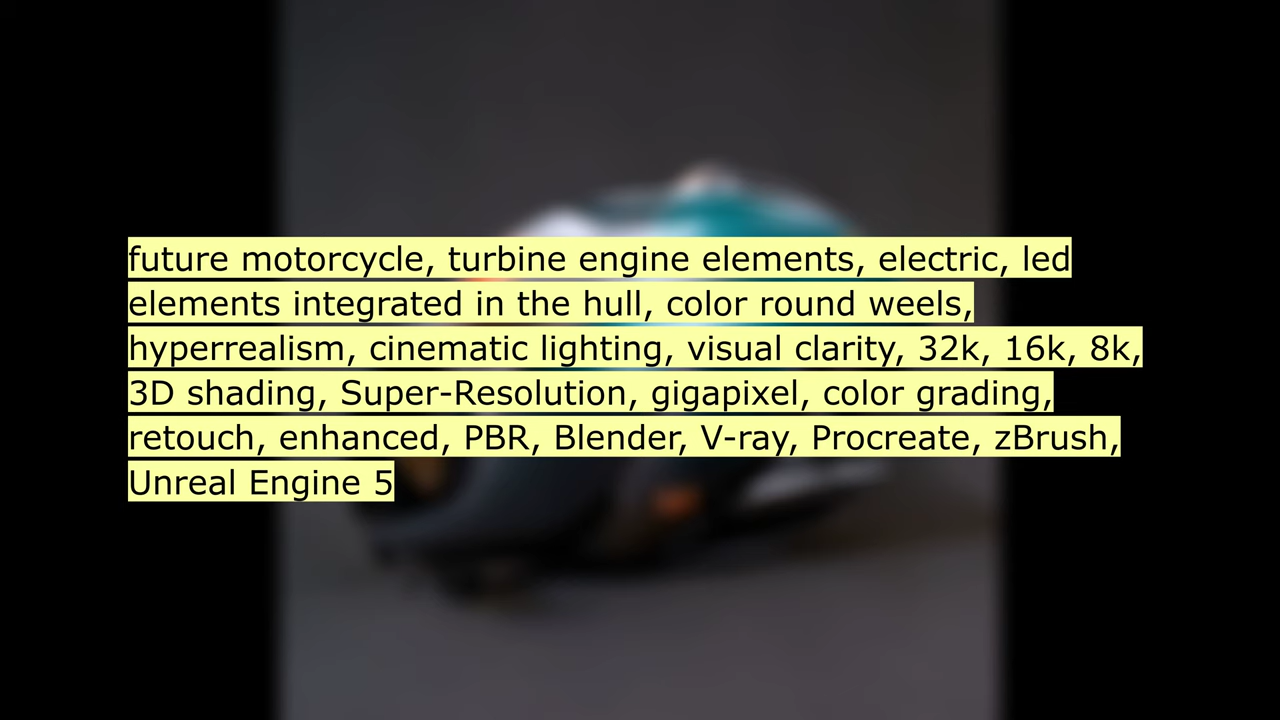 future motorcycle, turbine engine elements, electric, led
elements integrated in the hull, color round weels,
hyperrealism, cinematic lighting, visual clarity, 32k, 16k, 8k,
3D shading, Super-Resolution, gigapixel, color grading,
retouch, enhanced, PBR, Blender, V-ray, Procreate, zBrush,
Unreal Engine 5